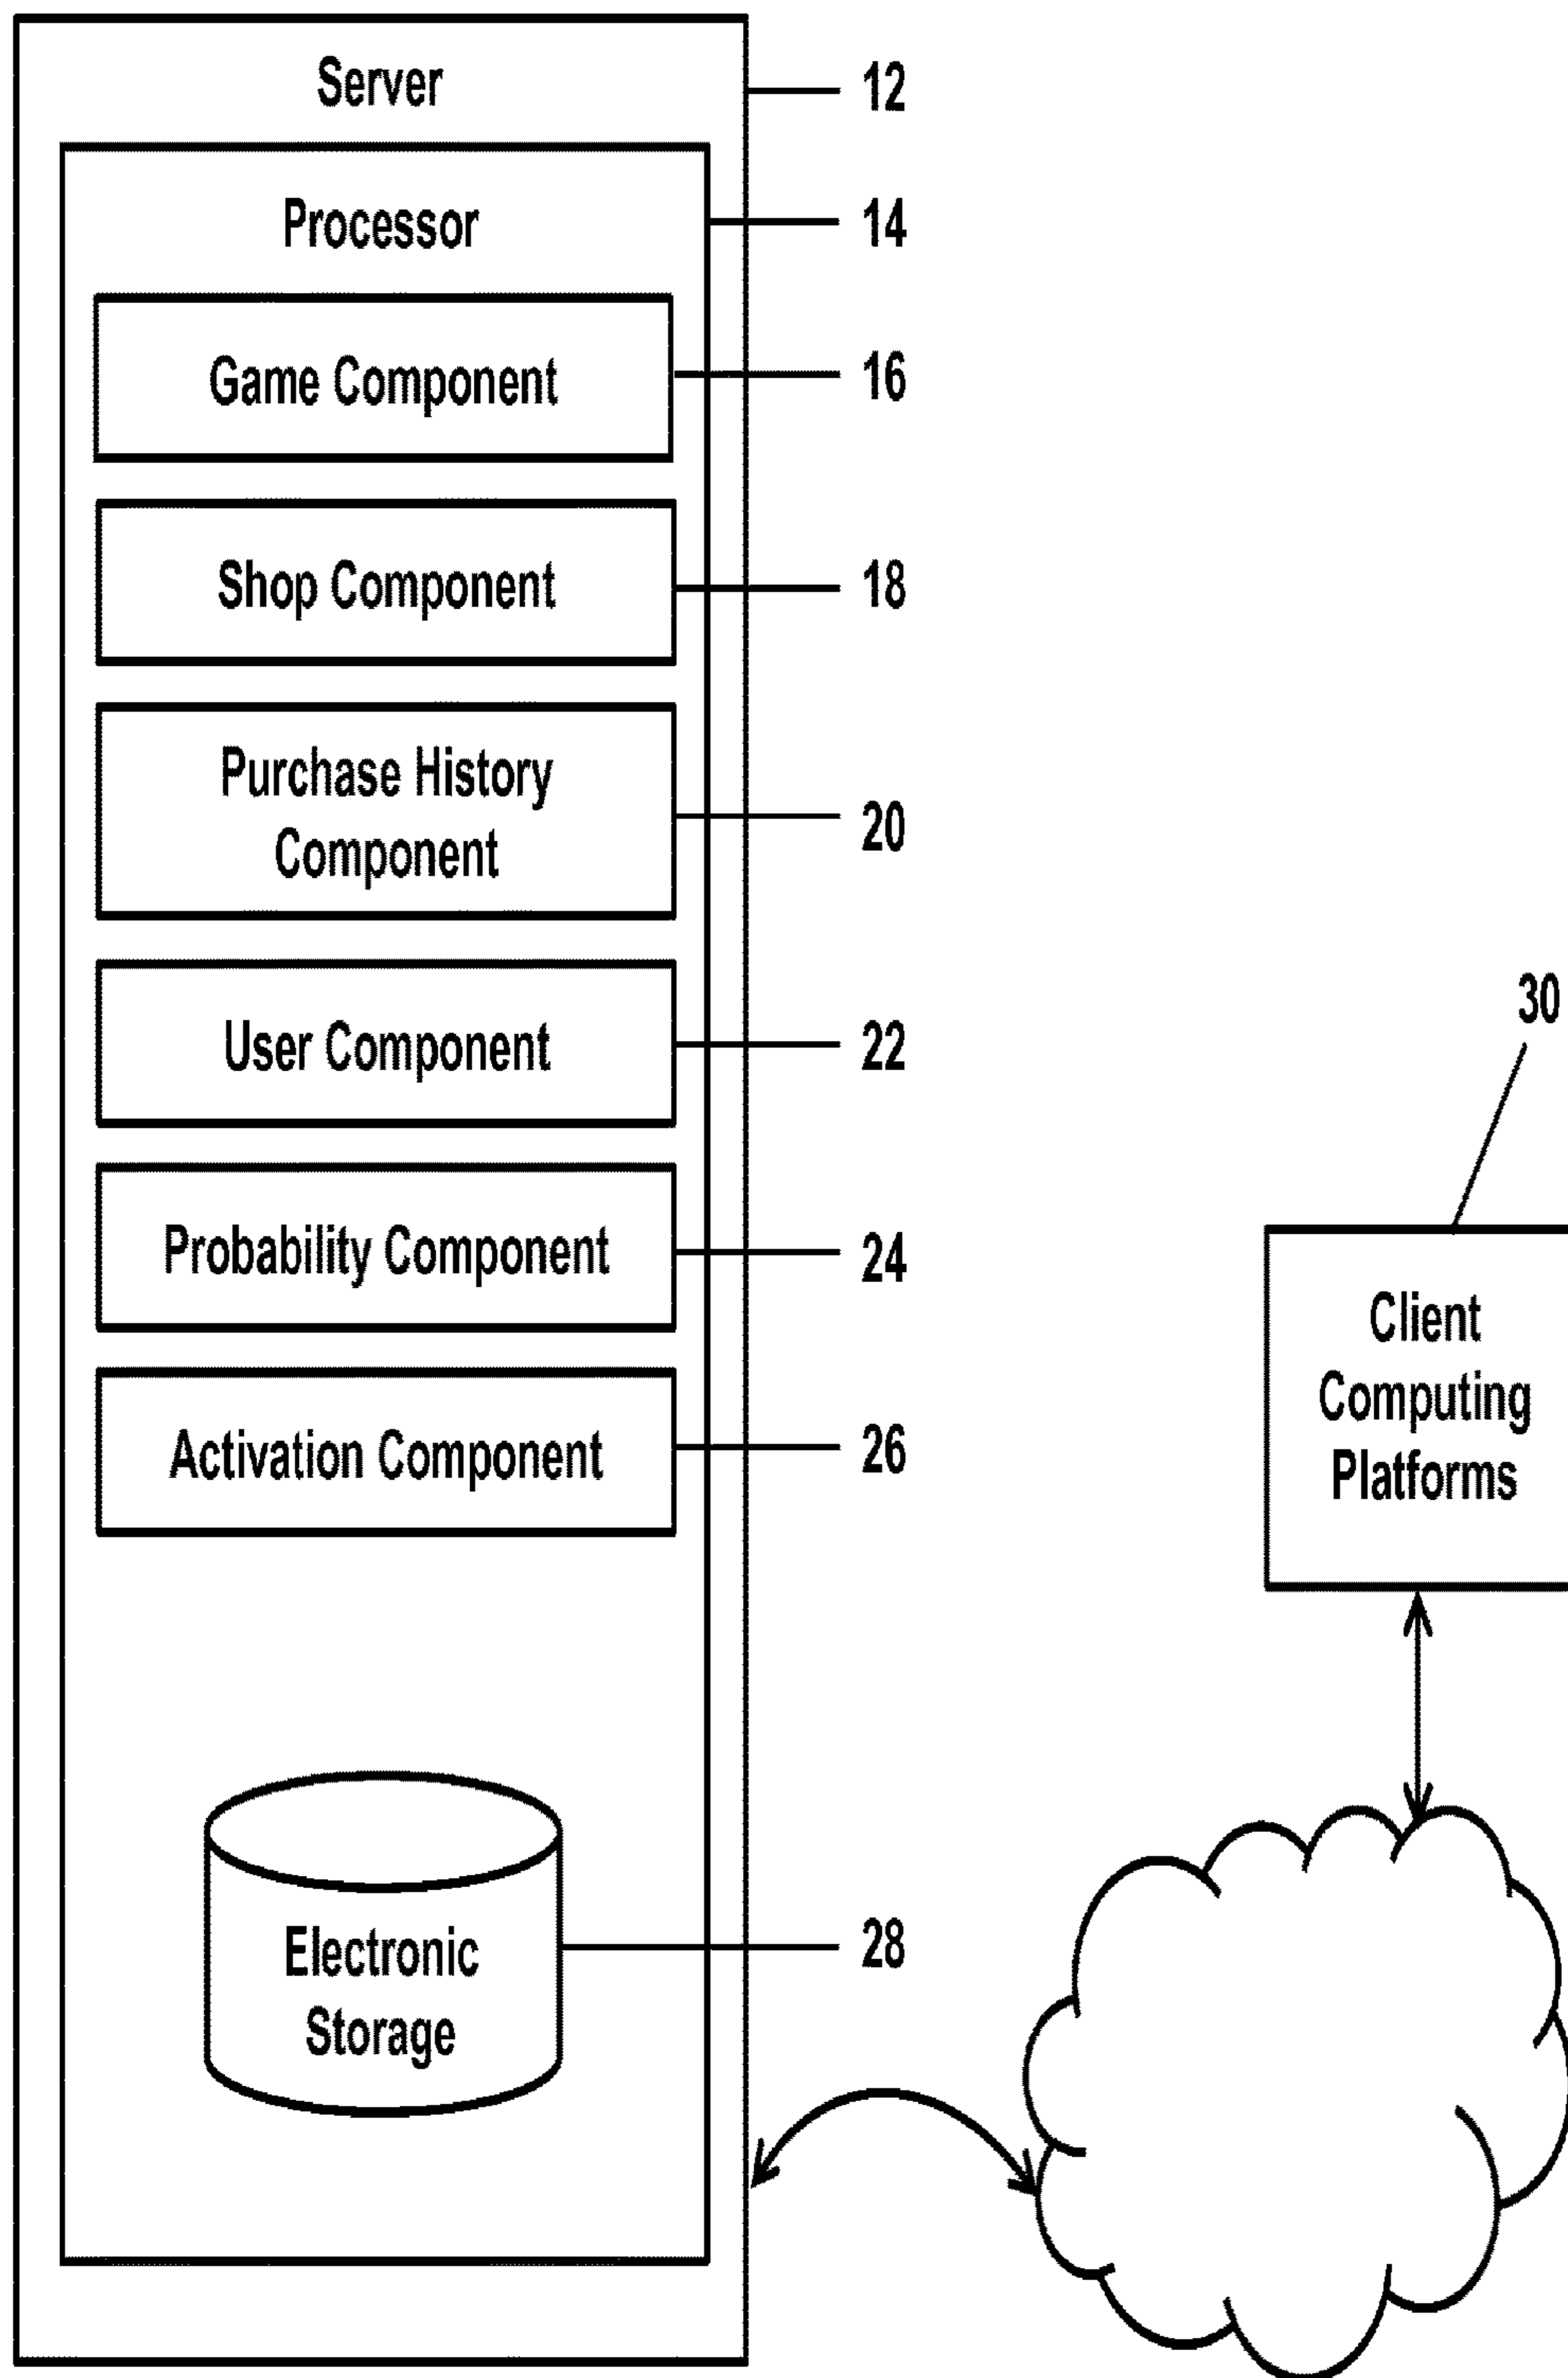 Server
12
Processor
14
Game Component
16
Shop Component
18
Purchase History
Component
20
User Component
22
Probability Component
24
Activation Component
26
Electronic
Storage
28
30
Client
Computing
Platforms